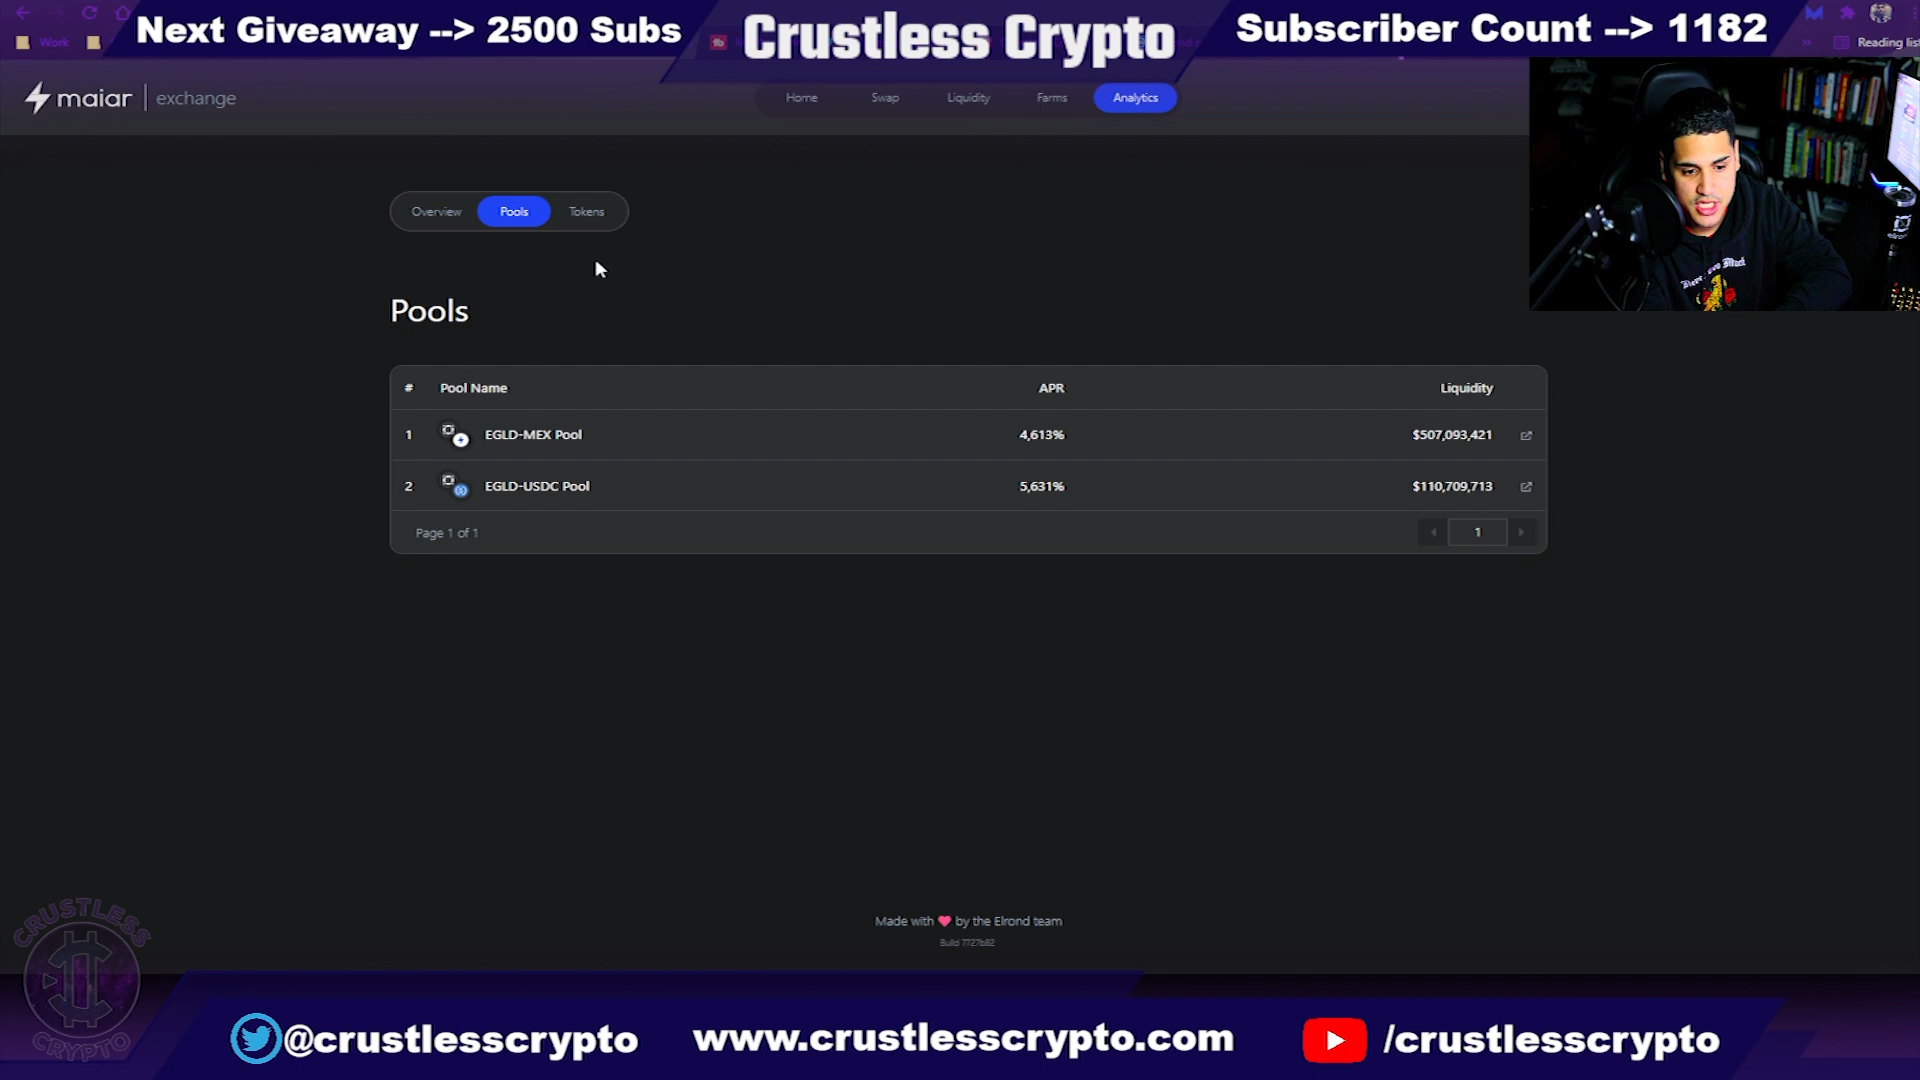 Next Giveaway --> 2500 Subs
Crustless Crypto
Subscriber Count --> 1182
Work
Reading list
maiar | exchange
Home
Swap
Liquidity
Farms
Analytics
Overview
Pools
Tokens
Pools
# Pool Name APR Liquidity
1 EGLD-MEX Pool 4,613% $507,093,421
2 EGLD-USDC Pool 5,631% $110,709,713
Page 1 of 1
1
Made with ❤ by the Elrond team
Build 7727b82
CRUSTLESS
CRYPTO
@crustlesscrypto
www.crustlesscrypto.com
/crustlesscrypto